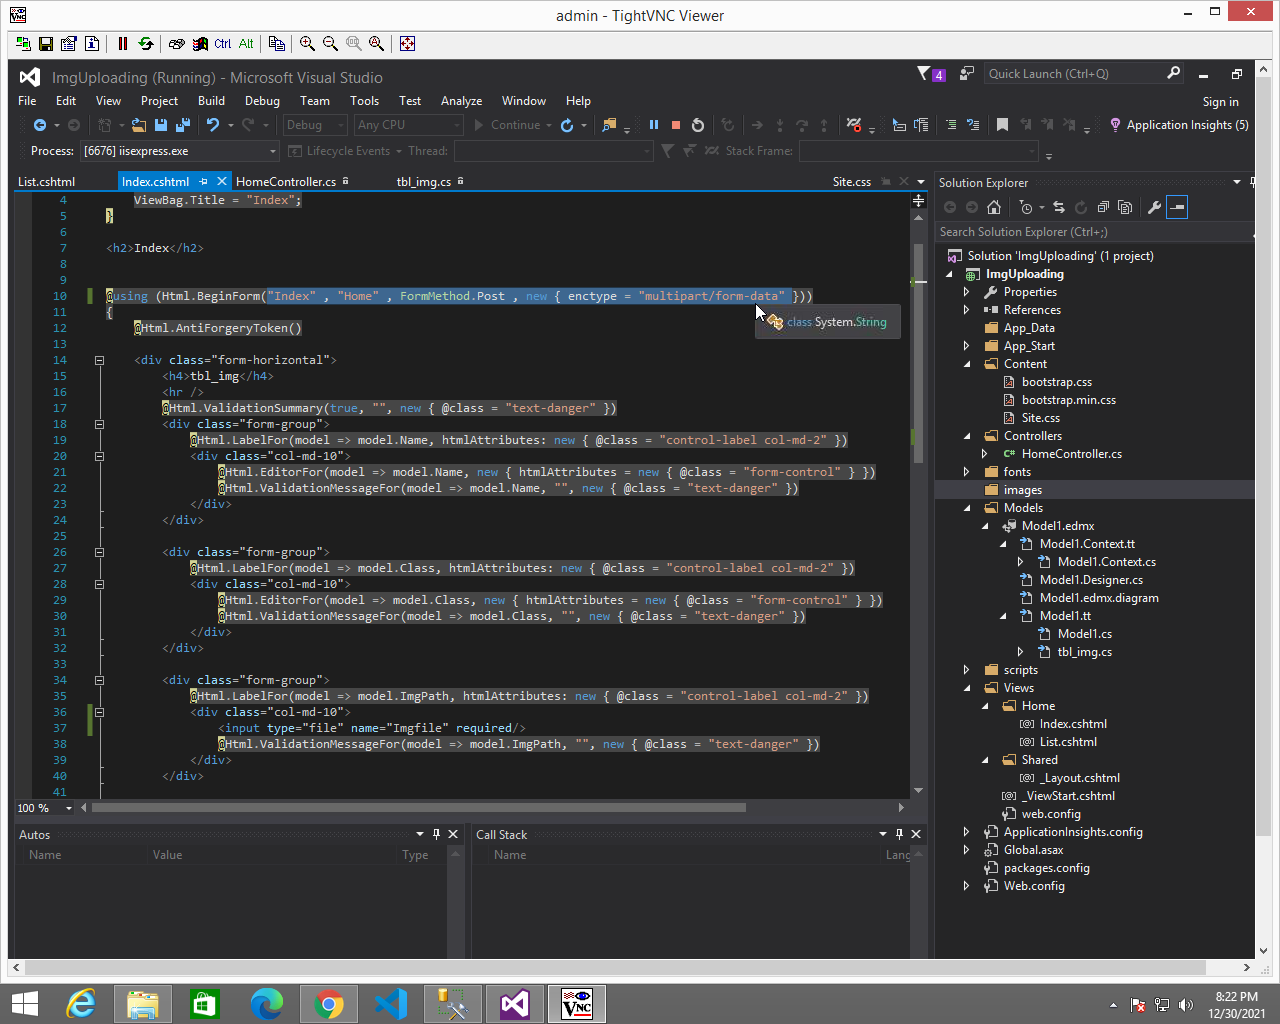 admin - TightVNC Viewer
Ctrl Alt
ImgUploading (Running) - Microsoft Visual Studio
4
Quick Launch (Ctrl+Q)
File Edit View Project Build Debug Team Tools Test Analyze Window Help
Sign in
Debug Any CPU Continue Application Insights (5)
Process: [6676] iisexpress.exe Lifecycle Events Thread: Stack Frame:
List.cshtml Index.cshtml HomeController.cs tbl_img.cs Site.css
4 ViewBag.Title = "Index";
5 }
6
7 <h2>Index</h2>
8
9
10 @using (Html.BeginForm("Index" , "Home" , FormMethod.Post , new { enctype = "multipart/form-data" }))
11 {
class System.String
12 @Html.AntiForgeryToken()
13
14 <div class="form-horizontal">
15 <h4>tbl_img</h4>
16 <hr />
17 @Html.ValidationSummary(true, "", new { @class = "text-danger" })
18 <div class="form-group">
19 @Html.LabelFor(model => model.Name, htmlAttributes: new { @class = "control-label col-md-2" })
20 <div class="col-md-10">
21 @Html.EditorFor(model => model.Name, new { htmlAttributes = new { @class = "form-control" } })
22 @Html.ValidationMessageFor(model => model.Name, "", new { @class = "text-danger" })
23 </div>
24 </div>
25
26 <div class="form-group">
27 @Html.LabelFor(model => model.Class, htmlAttributes: new { @class = "control-label col-md-2" })
28 <div class="col-md-10">
29 @Html.EditorFor(model => model.Class, new { htmlAttributes = new { @class = "form-control" } })
30 @Html.ValidationMessageFor(model => model.Class, "", new { @class = "text-danger" })
31 </div>
32 </div>
33
34 <div class="form-group">
35 @Html.LabelFor(model => model.ImgPath, htmlAttributes: new { @class = "control-label col-md-2" })
36 <div class="col-md-10">
37 <input type="file" name="Imgfile" required/>
38 @Html.ValidationMessageFor(model => model.ImgPath, "", new { @class = "text-danger" })
39 </div>
40 </div>
41
100 %
Autos
Name Value Type
Call Stack
Name Lang
Solution Explorer
Search Solution Explorer (Ctrl+;)
Solution 'ImgUploading' (1 project)
ImgUploading
Properties
References
App_Data
App_Start
Content
bootstrap.css
bootstrap.min.css
Site.css
Controllers
C# HomeController.cs
fonts
images
Models
Model1.edmx
Model1.Context.tt
Model1.Context.cs
Model1.Designer.cs
Model1.edmx.diagram
Model1.tt
Model1.cs
tbl_img.cs
scripts
Views
Home
Index.cshtml
List.cshtml
Shared
_Layout.cshtml
_ViewStart.cshtml
web.config
ApplicationInsights.config
Global.asax
packages.config
Web.config
8:22 PM
12/30/2021